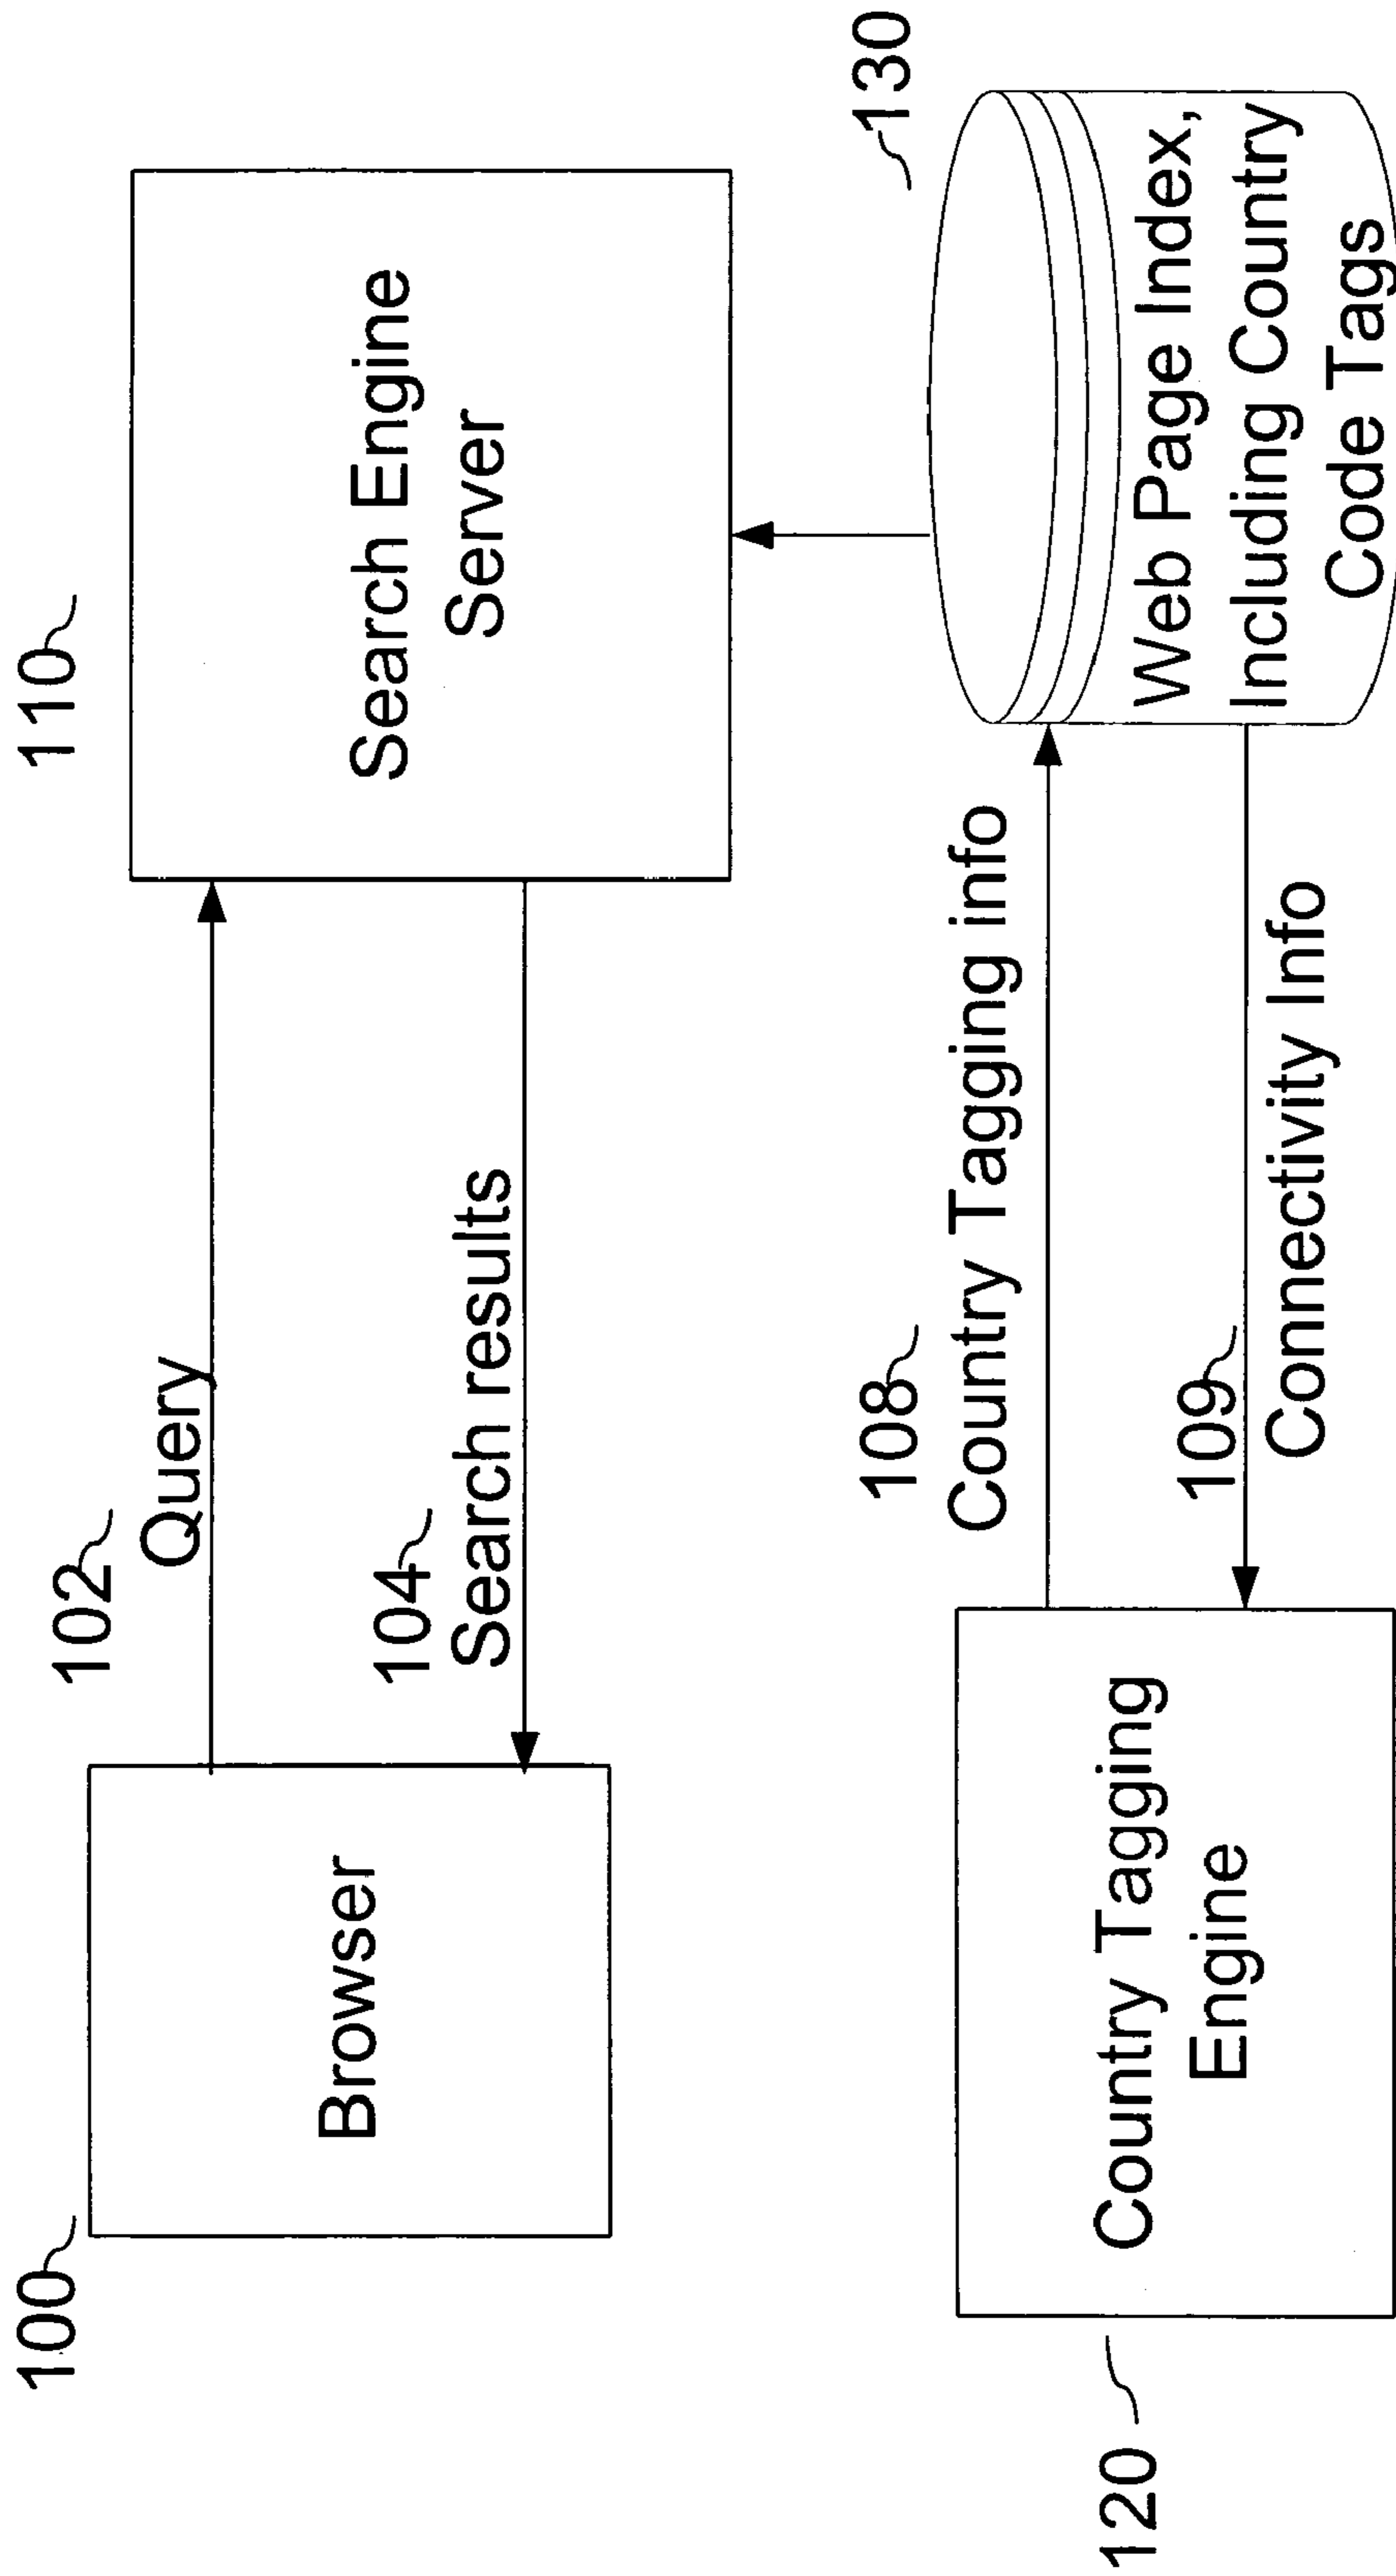 100
Browser
102
Query
104
Search results
110
Search Engine
Server
120
Country Tagging
Engine
108
Country Tagging info
109
Connectivity Info
130
Web Page Index,
Including Country
Code Tags